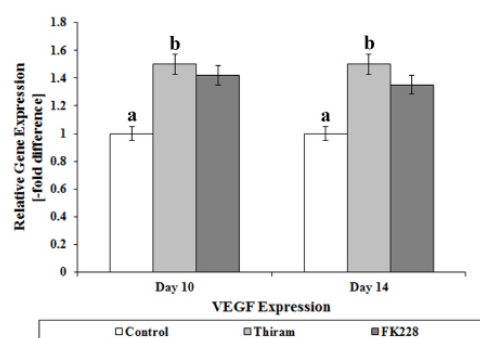 Relative Gene Expression
[-fold difference]
1.8
1.6
1.4
1.2
1
0.8
0.6
0.4
0.2
0
a
b
a
b
Day 10
Day 14
VEGF Expression
Control
Thiram
FK228